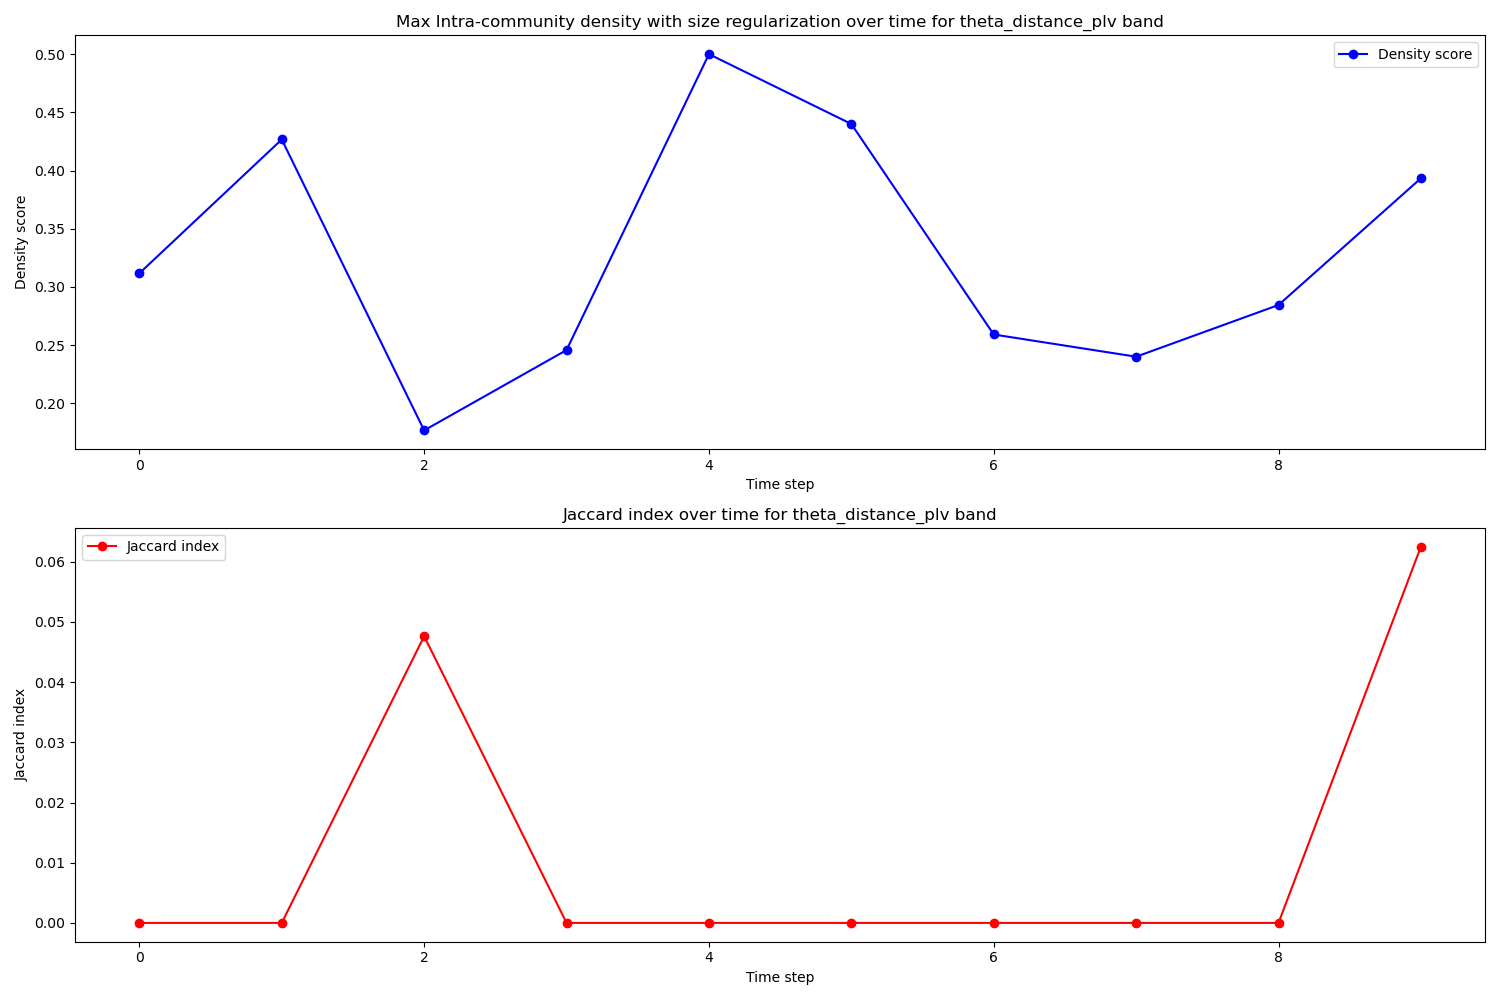 Max Intra-community density with size regularization over time for theta_distance_plv band
Density score
0.50
0.45
0.40
0.35
0.30
0.25
0.20
Density score
0 2 4 6 8
Time step
Jaccard index over time for theta_distance_plv band
Jaccard index
0.06
0.05
0.04
0.03
0.02
0.01
0.00
Jaccard index
0 2 4 6 8
Time step